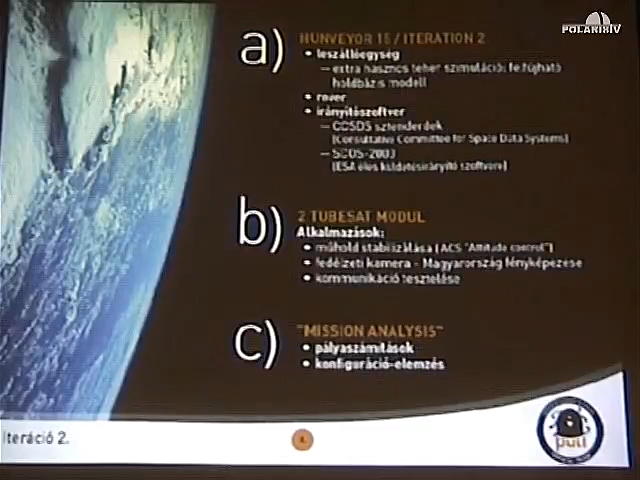 POLARIXIV
a)
HUNVEYOR 15 / ITERATION 2
• leszállóegység
— extra hasznos teher szimuláció: felfújható
holdbázis modell
• rover
• irányítószoftver
— CCSDS sztenderdek
(Consultative Committee for Space Data Systems)
— SCOS-2000
(ESA éles küldetésirányító szoftvere)
b)
2 TUBESAT MODUL
Alkalmazások:
• műhold stabilizálása (ACS "Attitude control")
• fedélzeti kamera - Magyarország fényképezése
• kommunikáció tesztelése
c)
"MISSION ANALYSIS"
• pályaszámítások
• konfiguráció-elemzés
Iteráció 2.
puli